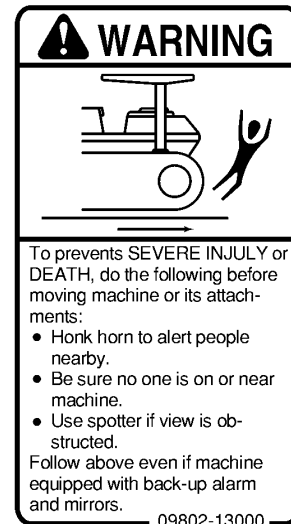 WARNING
To prevents SEVERE INJULY or
DEATH, do the following before
moving machine or its attach-
ments:
• Honk horn to alert people
nearby.
• Be sure no one is on or near
machine.
• Use spotter if view is ob-
structed.
Follow above even if machine
equipped with back-up alarm
and mirrors.
09802-13000